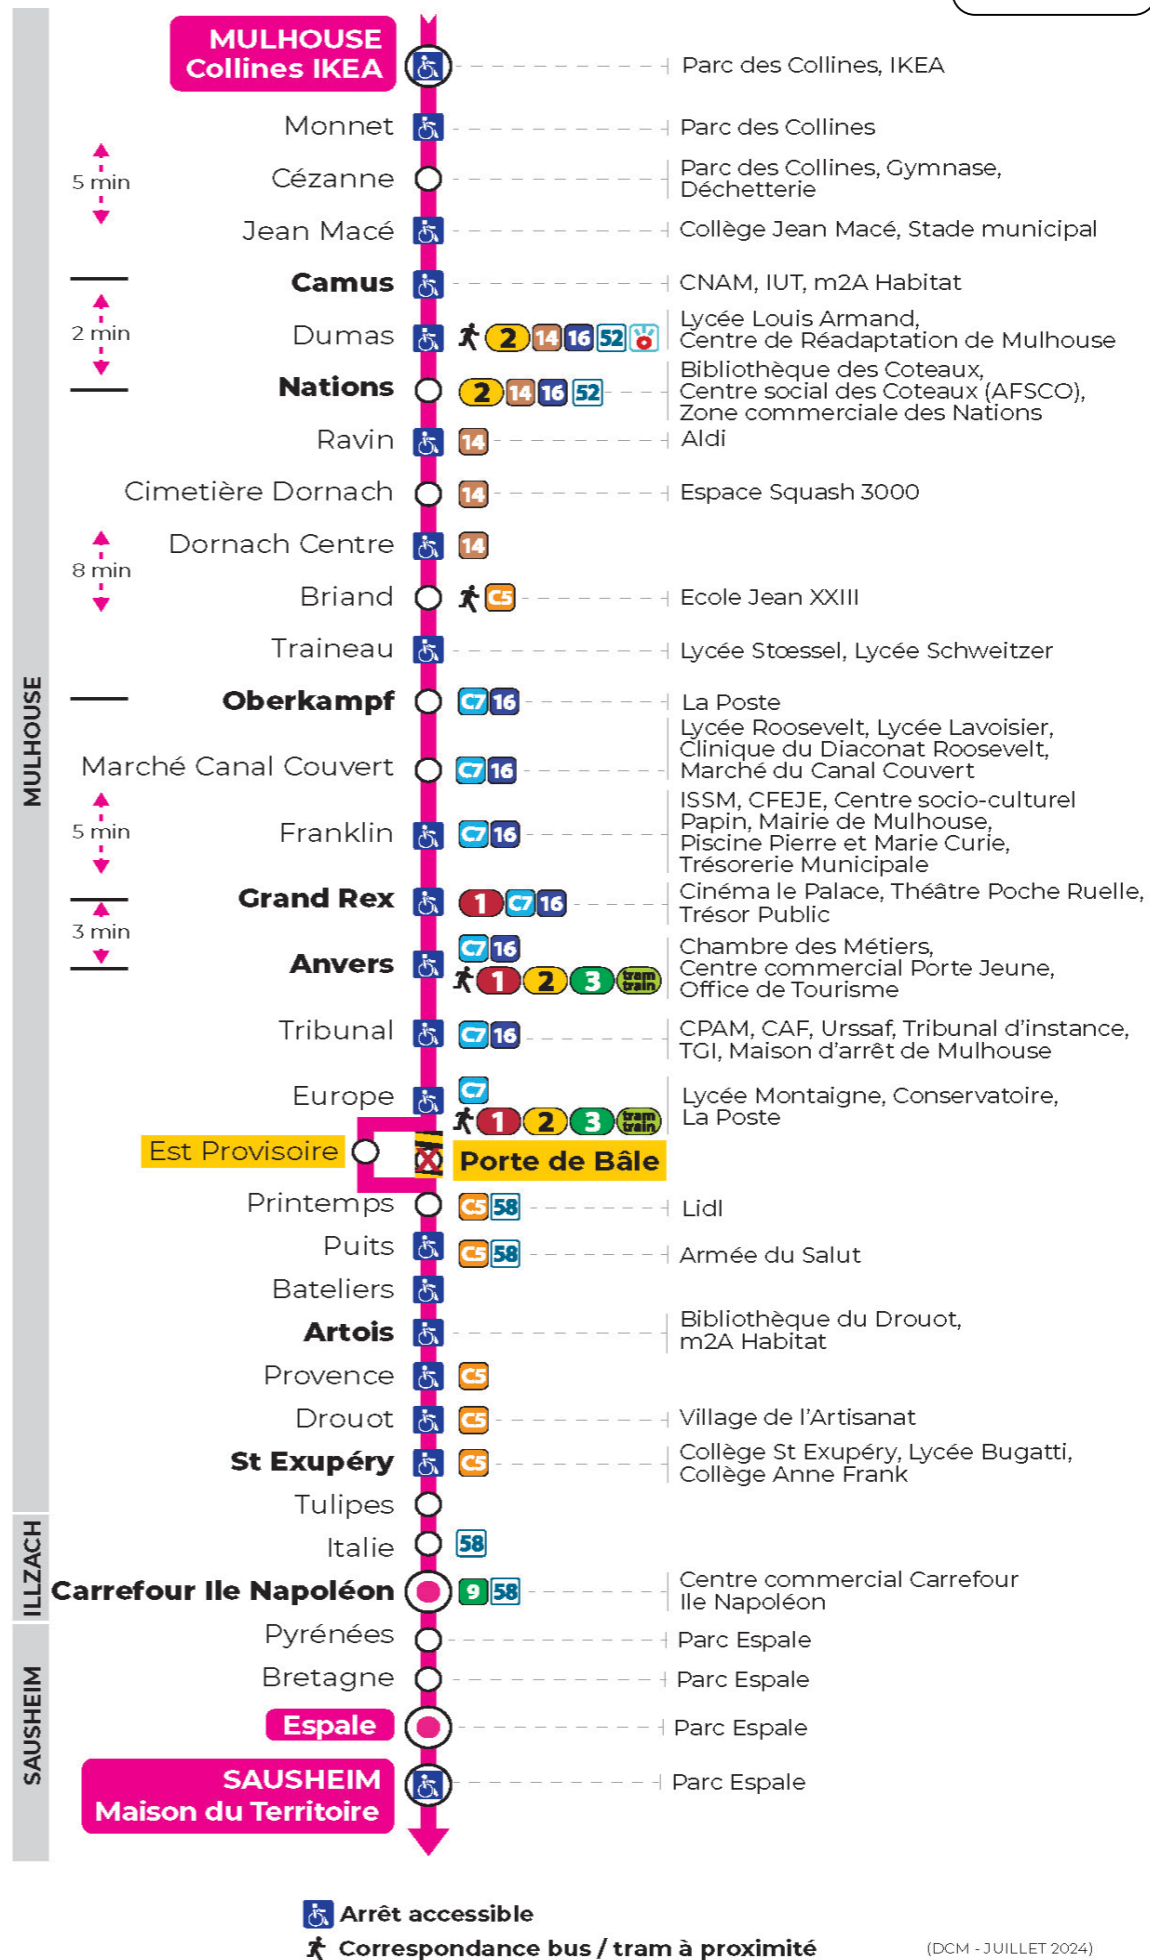 MULHOUSE
Collines IKEA
Parc des Collines, IKEA
Monnet
Parc des Collines
5 min
Cézanne
Parc des Collines, Gymnase,
Déchetterie
Jean Macé
Collège Jean Macé, Stade municipal
Camus
CNAM, IUT, m2A Habitat
2 min
Dumas
2 14 16 52
Lycée Louis Armand,
Centre de Réadaptation de Mulhouse
Nations
2 14 16 52
Bibliothèque des Coteaux,
Centre social des Coteaux (AFSCO),
Zone commerciale des Nations
Ravin
14
Aldi
Cimetière Dornach
14
Espace Squash 3000
Dornach Centre
14
8 min
Briand
C5
Ecole Jean XXIII
Traineau
Lycée Stœssel, Lycée Schweitzer
Oberkampf
C7 16
La Poste
Marché Canal Couvert
C7 16
Lycée Roosevelt, Lycée Lavoisier,
Clinique du Diaconat Roosevelt,
Marché du Canal Couvert
5 min
Franklin
C7 16
ISSM, CFEJE, Centre socio-culturel
Papin, Mairie de Mulhouse,
Piscine Pierre et Marie Curie,
Trésorerie Municipale
Grand Rex
1 C7 16
Cinéma le Palace, Théâtre Poche Ruelle,
Trésor Public
3 min
Anvers
C7 16
1 2 3 tram train
Chambre des Métiers,
Centre commercial Porte Jeune,
Office de Tourisme
Tribunal
C7 16
CPAM, CAF, Urssaf, Tribunal d'instance,
TGI, Maison d'arrêt de Mulhouse
Europe
C7
1 2 3 tram train
Lycée Montaigne, Conservatoire,
La Poste
Est Provisoire
Porte de Bâle
Printemps
C5 58
Lidl
Puits
C5 58
Armée du Salut
Bateliers
Artois
Bibliothèque du Drouot,
m2A Habitat
Provence
C5
Drouot
C5
Village de l'Artisanat
St Exupéry
C5
Collège St Exupéry, Lycée Bugatti,
Collège Anne Frank
Tulipes
Italie
58
Carrefour Ile Napoléon
9 58
Centre commercial Carrefour
Ile Napoléon
Pyrénées
Parc Espale
Bretagne
Parc Espale
Espale
Parc Espale
SAUSHEIM
Maison du Territoire
Parc Espale
MULHOUSE
ILLZACH
SAUSHEIM
Arrêt accessible
Correspondance bus / tram à proximité
(DCM - JUILLET 2024)